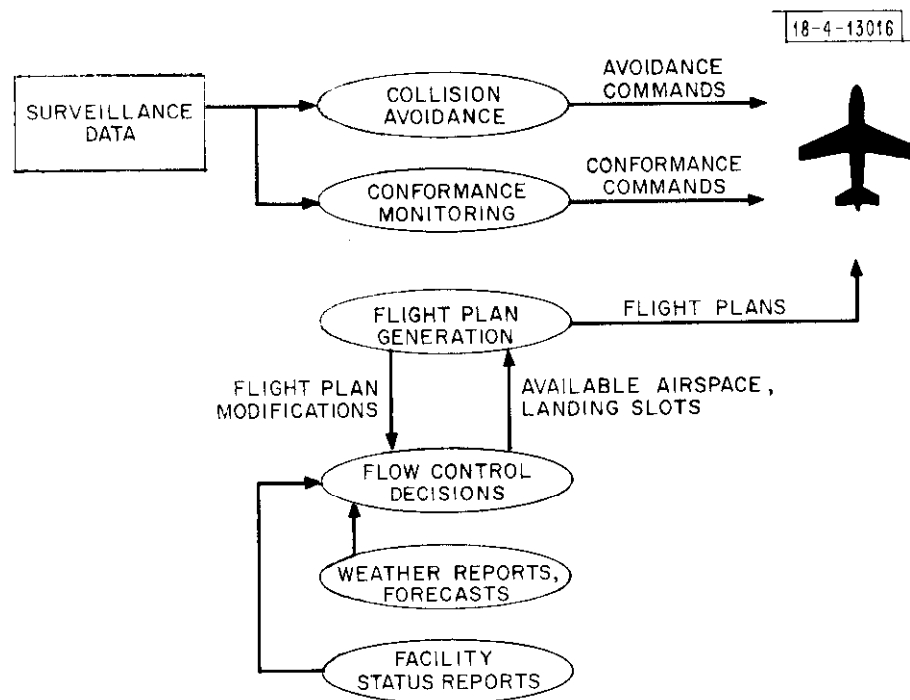 18-4-13016
SURVEILLANCE
DATA
COLLISION
AVOIDANCE
AVOIDANCE
COMMANDS
CONFORMANCE
MONITORING
CONFORMANCE
COMMANDS
FLIGHT PLAN
GENERATION
FLIGHT PLANS
FLIGHT PLAN
MODIFICATIONS
AVAILABLE AIRSPACE,
LANDING SLOTS
FLOW CONTROL
DECISIONS
WEATHER REPORTS,
FORECASTS
FACILITY
STATUS REPORTS